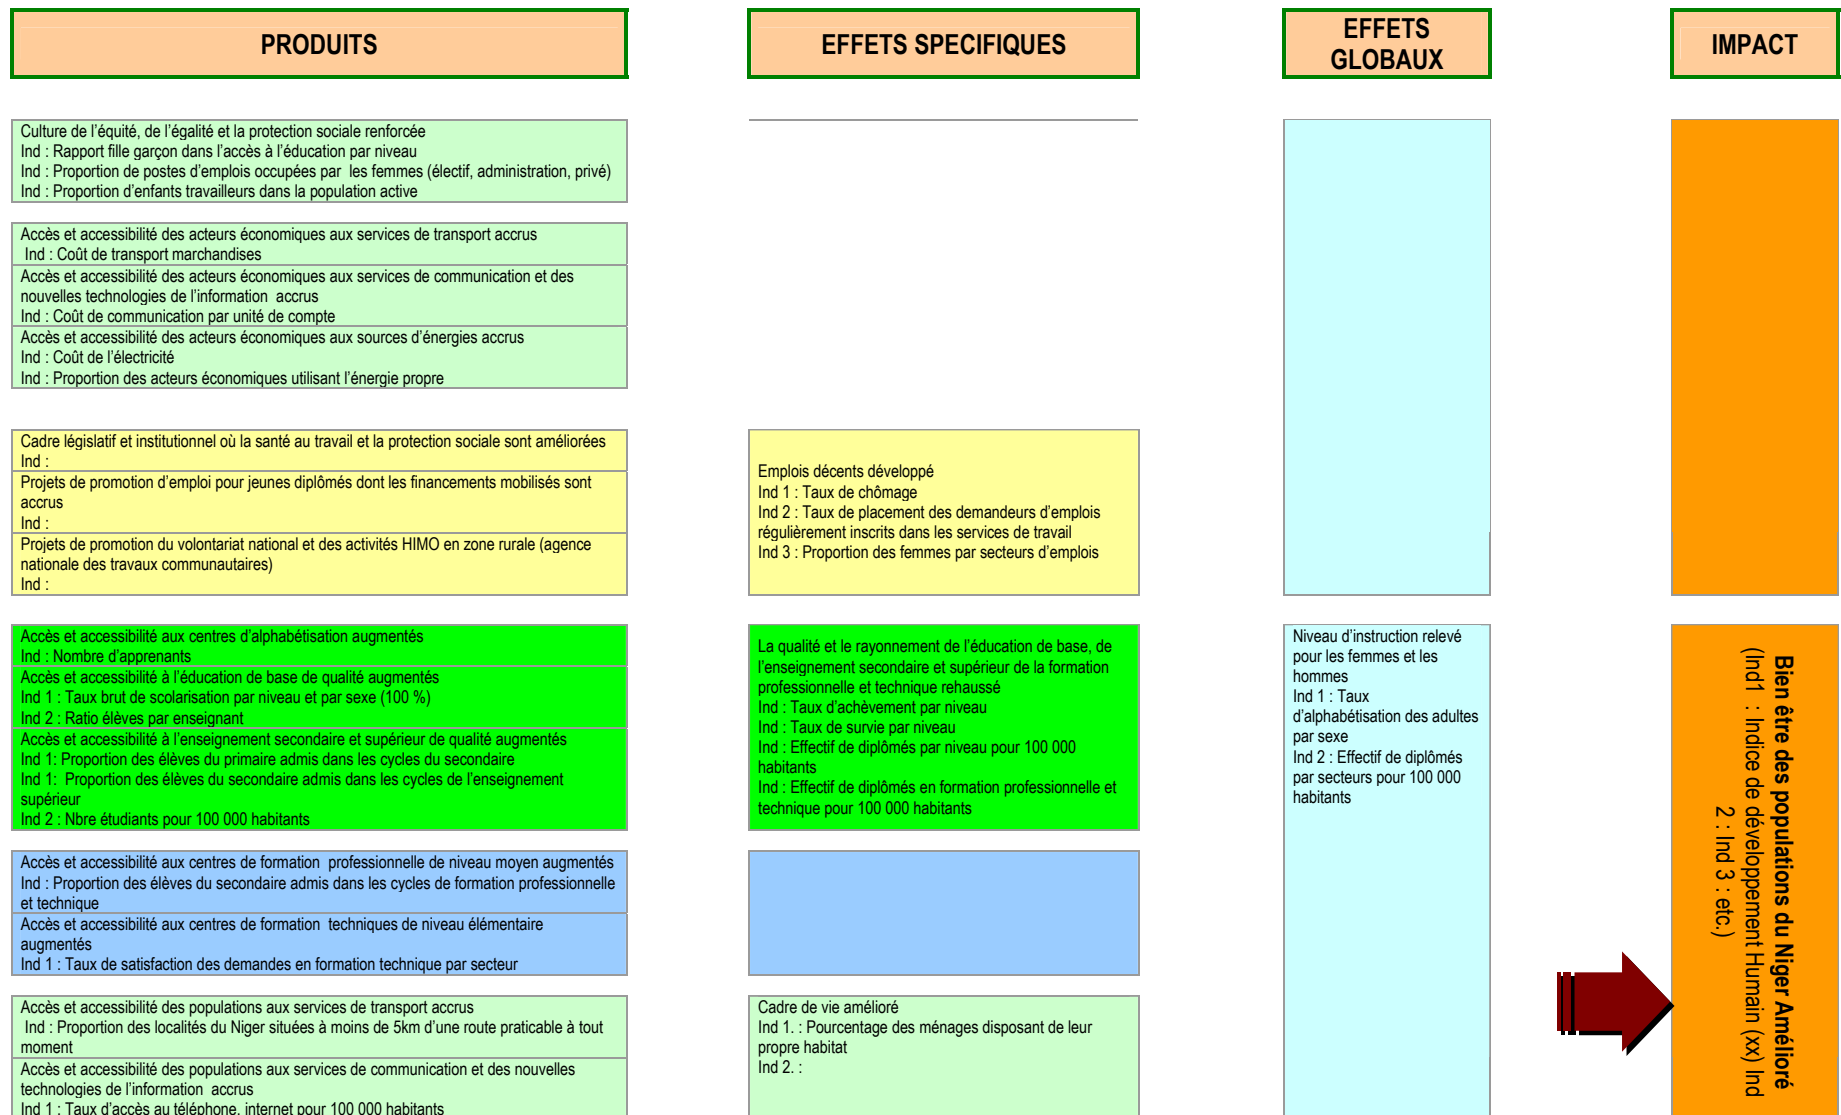 PRODUITS
EFFETS SPECIFIQUES
EFFETS
GLOBAUX
IMPACT
Culture de l’équité, de l’égalité et la protection sociale renforcée
Ind : Rapport fille garçon dans l’accès à l’éducation par niveau
Ind : Proportion de postes d’emplois occupées par les femmes (électif, administration, privé)
Ind : Proportion d’enfants travailleurs dans la population active
Accès et accessibilité des acteurs économiques aux services de transport accrus
Ind : Coût de transport marchandises
Accès et accessibilité des acteurs économiques aux services de communication et des
nouvelles technologies de l’information accrus
Ind : Coût de communication par unité de compte
Accès et accessibilité des acteurs économiques aux sources d’énergies accrus
Ind : Coût de l’électricité
Ind : Proportion des acteurs économiques utilisant l’énergie propre
Cadre législatif et institutionnel où la santé au travail et la protection sociale sont améliorées
Ind :
Projets de promotion d’emploi pour jeunes diplômés dont les financements mobilisés sont
accrus
Ind :
Projets de promotion du volontariat national et des activités HIMO en zone rurale (agence
nationale des travaux communautaires)
Ind :
Emplois décents développé
Ind 1 : Taux de chômage
Ind 2 : Taux de placement des demandeurs d’emplois
régulièrement inscrits dans les services de travail
Ind 3 : Proportion des femmes par secteurs d’emplois
Accès et accessibilité aux centres d’alphabétisation augmentés
Ind : Nombre d’apprenants
Accès et accessibilité à l’éducation de base de qualité augmentés
Ind 1 : Taux brut de scolarisation par niveau et par sexe (100 %)
Ind 2 : Ratio élèves par enseignant
Accès et accessibilité à l’enseignement secondaire et supérieur de qualité augmentés
Ind 1: Proportion des élèves du primaire admis dans les cycles du secondaire
Ind 1: Proportion des élèves du secondaire admis dans les cycles de l’enseignement
supérieur
Ind 2 : Nbre étudiants pour 100 000 habitants
La qualité et le rayonnement de l’éducation de base, de
l’enseignement secondaire et supérieur de la formation
professionnelle et technique rehaussé
Ind : Taux d’achèvement par niveau
Ind : Taux de survie par niveau
Ind : Effectif de diplômés par niveau pour 100 000
habitants
Ind : Effectif de diplômés en formation professionnelle et
technique pour 100 000 habitants
Niveau d’instruction relevé
pour les femmes et les
hommes
Ind 1 : Taux
d’alphabétisation des adultes
par sexe
Ind 2 : Effectif de diplômés
par secteurs pour 100 000
habitants
Bien être des populations du Niger Amélioré
(Ind1 : Indice de développement Humain (xx) Ind
2 : Ind 3 : etc.)
Accès et accessibilité aux centres de formation professionnelle de niveau moyen augmentés
Ind : Proportion des élèves du secondaire admis dans les cycles de formation professionnelle
et technique
Accès et accessibilité aux centres de formation techniques de niveau élémentaire
augmentés
Ind 1 : Taux de satisfaction des demandes en formation technique par secteur
Accès et accessibilité des populations aux services de transport accrus
Ind : Proportion des localités du Niger situées à moins de 5km d’une route praticable à tout
moment
Accès et accessibilité des populations aux services de communication et des nouvelles
technologies de l’information accrus
Ind 1 : Taux d’accès au téléphone, internet pour 100 000 habitants
Cadre de vie amélioré
Ind 1. : Pourcentage des ménages disposant de leur
propre habitat
Ind 2. :